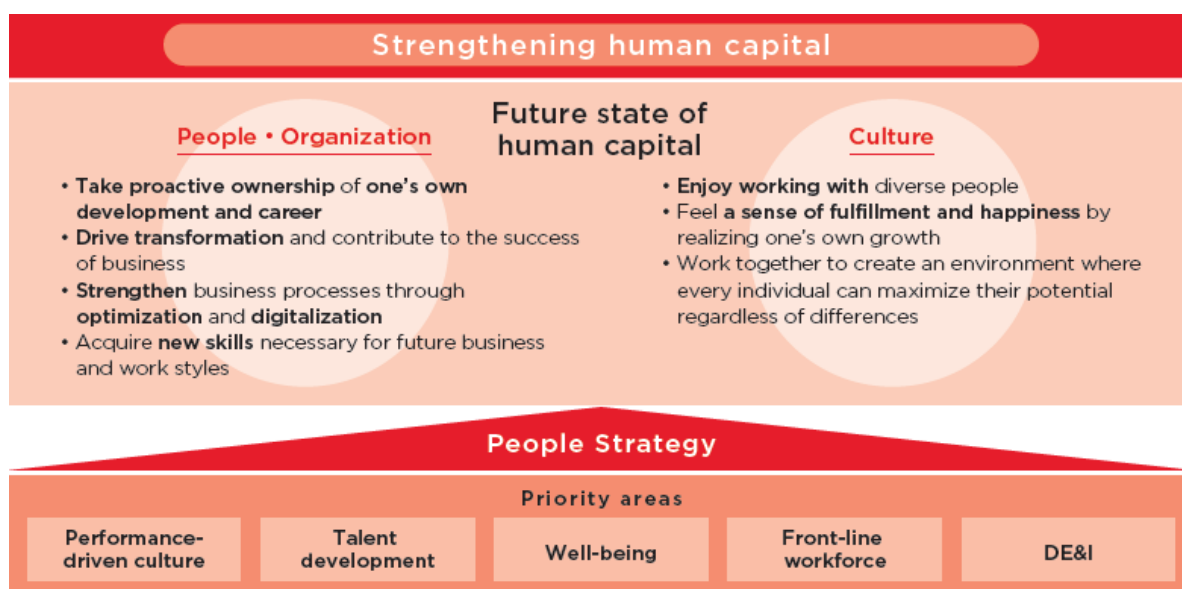 Strengthening human capital
Future state of
human capital
People • Organization
• Take proactive ownership of one's own
development and career
• Drive transformation and contribute to the success
of business
• Strengthen business processes through
optimization and digitalization
• Acquire new skills necessary for future business
and work styles
Culture
• Enjoy working with diverse people
• Feel a sense of fulfillment and happiness by
realizing one's own growth
• Work together to create an environment where
every individual can maximize their potential
regardless of differences
People Strategy
Priority areas
Performance-
driven culture
Talent
development
Well-being
Front-line
workforce
DE&I